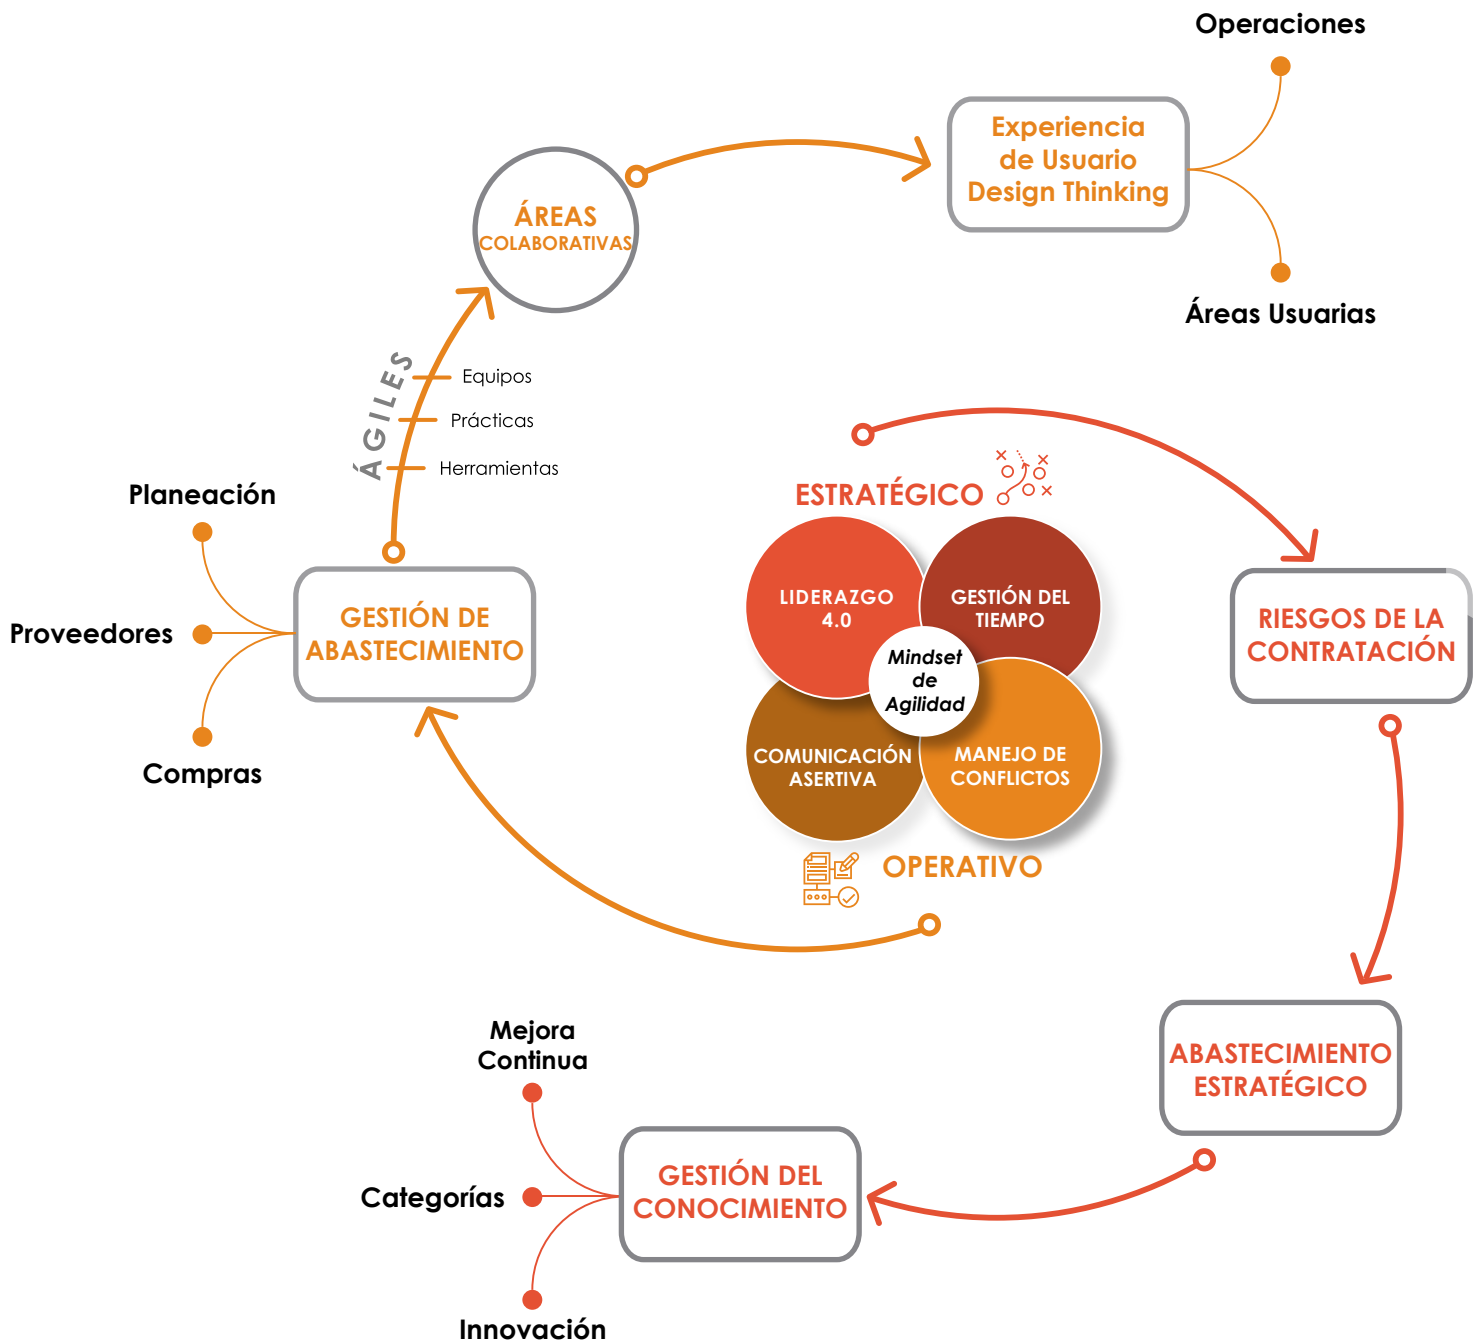 Operaciones
Experiencia
de Usuario
Design Thinking
Áreas Usuarias
ÁREAS
COLABORATIVAS
ÁGILES
Equipos
Prácticas
Herramientas
Planeación
Proveedores
Compras
GESTIÓN DE
ABASTECIMIENTO
ESTRATÉGICO
LIDERAZGO
4.0
GESTIÓN DEL
TIEMPO
Mindset
de
Agilidad
COMUNICACIÓN
ASERTIVA
MANEJO DE
CONFLICTOS
OPERATIVO
RIESGOS DE LA
CONTRATACIÓN
ABASTECIMIENTO
ESTRATÉGICO
GESTIÓN DEL
CONOCIMIENTO
Mejora
Continua
Categorías
Innovación